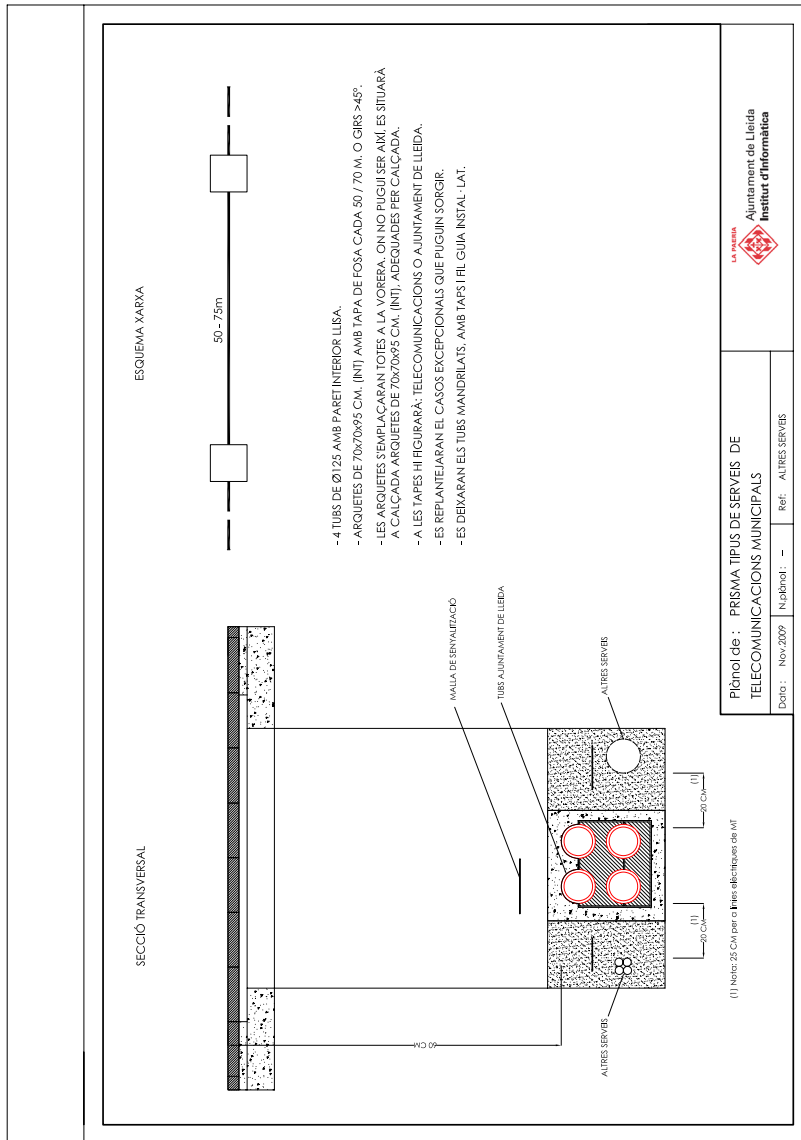 SECCIÓ TRANSVERSAL
ESQUEMA XARXA
50 - 75m
- 4 TUBS DE Ø125 AMB PARET INTERIOR LLISA.
- ARQUETES DE 70x70x95 CM. (INT) AMB TAPA DE FOSA CADA 50 / 70 M. O GIRS >45º.
- LES ARQUETES S'EMPLAÇARAN TOTES A LA VORERA, ON NO PUGUI SER AIXÍ, ES SITUARÀ
A CALÇADA ARQUETES DE 70x70x95 CM. (INT), ADEQUADES PER CALÇADA.
- A LES TAPES HI FIGURARÀ: TELECOMUNICACIONS O AJUNTAMENT DE LLEIDA.
- ES REPLANTEJARAN EL CASOS EXCEPCIONALS QUE PUGUIN SORGIR.
- ES DEIXARAN ELS TUBS MANDRILATS, AMB TAPS I FIL GUIA INSTAL·LAT.
MALLA DE SENYALITZACIÓ
TUBS AJUNTAMENT DE LLEIDA
ALTRES SERVEIS
ALTRES SERVEIS
60 CM
20 CM
(1)
20 CM
(1)
(1) Nota: 25 CM per a línies elèctriques de MT
Plànol de : PRISMA TIPUS DE SERVEIS DE
TELECOMUNICACIONS MUNICIPALS
Data : Nov.2009
N.plànol : –
Ref: ALTRES SERVEIS
LA PAERIA
Ajuntament de Lleida
Institut d'Informàtica